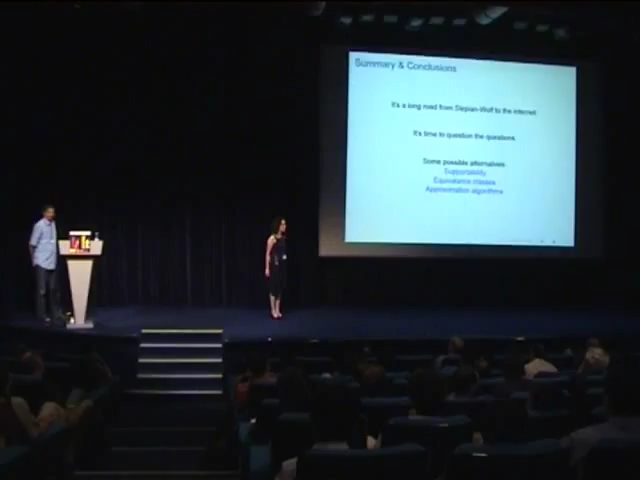 Summary & Conclusions
It's a long road from Slepian-Wolf to the internet
It's time to question the questions.
Some possible alternatives
Supportability
Equivalence classes
Approximation algorithms